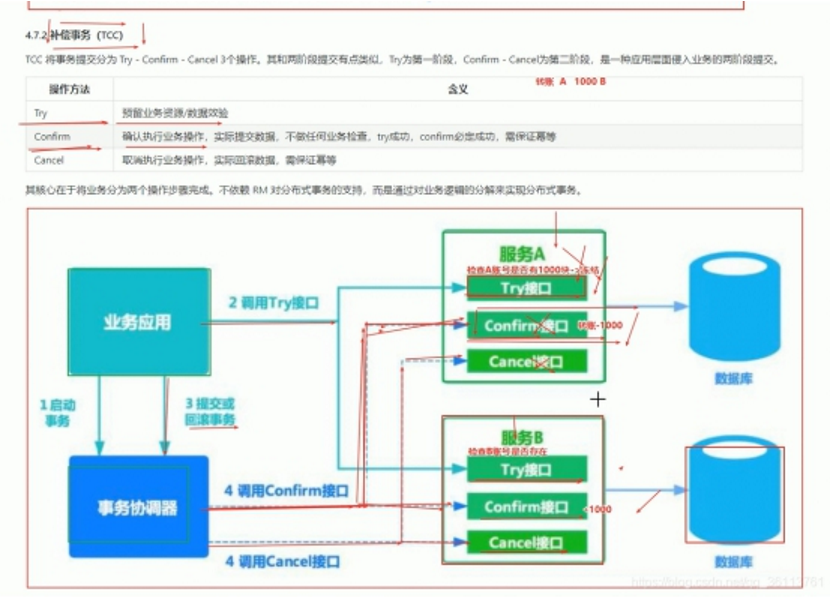 4.7.2 补偿事务 (TCC)
TCC 将事务提交分为 Try - Confirm - Cancel 3个操作。其和两阶段提交有点类似，Try为第一阶段，Confirm - Cancel为第二阶段，是一种应用层面侵入业务的两阶段提交。
转账 A 1000 B
操作方法 含义
Try 预留业务资源/数据效验
Confirm 确认执行业务操作，实际提交数据，不做任何业务检查，try成功，confirm必定成功，需保证幂等
Cancel 取消执行业务操作，实际回滚数据，需保证幂等
其核心在于将业务分为两个操作步骤完成。不依赖 RM 对分布式事务的支持，而是通过对业务逻辑的分解来实现分布式事务。
服务A
检查A账号是否有1000块->冻结
Try接口
2 调用Try接口
业务应用
Confirm接口 转账-1000
Cancel接口
数据库
1 启动
事务
3 提交或
回滚事务
服务B
检查B账号是否存在
Try接口
4 调用Confirm接口
事务协调器
Confirm接口 +1000
Cancel接口
4 调用Cancel接口
数据库